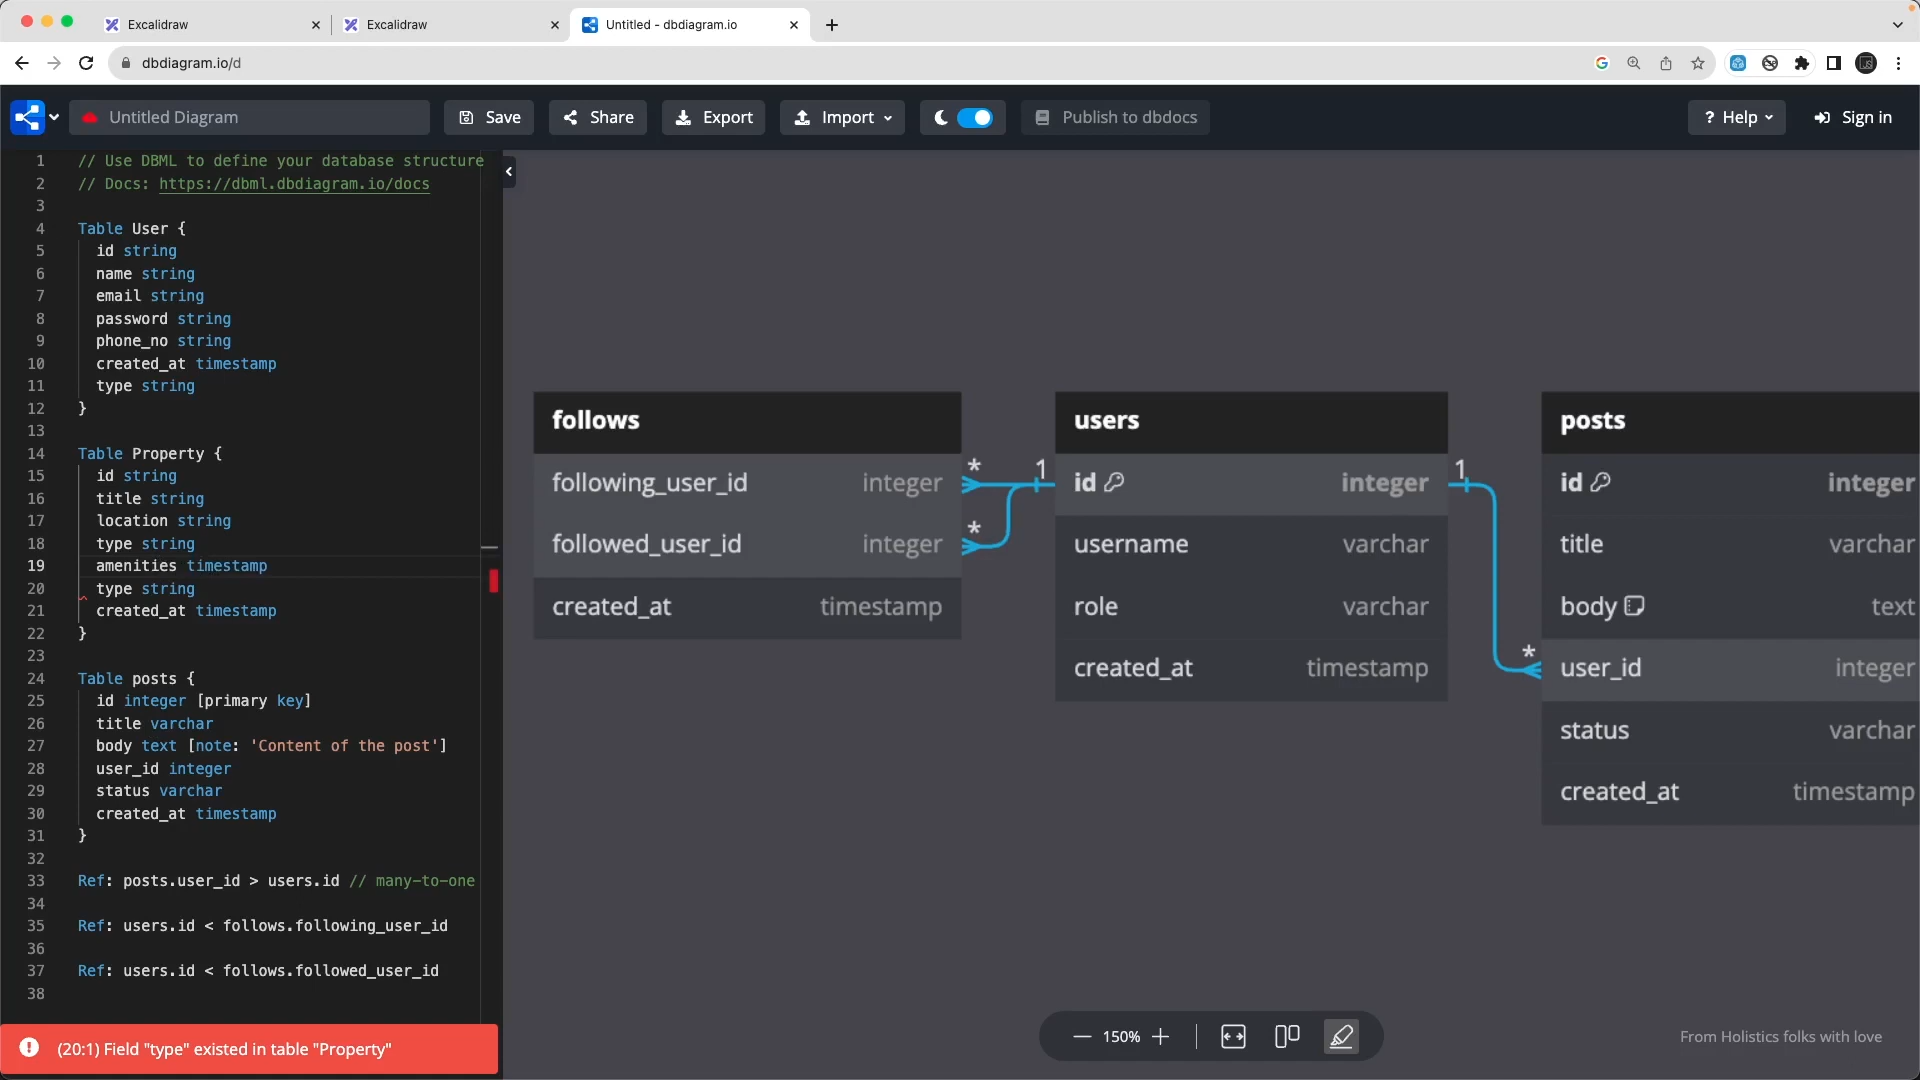 Excalidraw
Excalidraw
Untitled - dbdiagram.io
dbdiagram.io/d
Untitled Diagram
Save
Share
Export
Import
Publish to dbdocs
? Help
Sign in
1 // Use DBML to define your database structure
2 // Docs: https://dbml.dbdiagram.io/docs
3
4 Table User {
5 id string
6 name string
7 email string
8 password string
9 phone_no string
10 created_at timestamp
11 type string
12 }
13
14 Table Property {
15 id string
16 title string
17 location string
18 type string
19 amenities timestamp
20 type string
21 created_at timestamp
22 }
23
24 Table posts {
25 id integer [primary key]
26 title varchar
27 body text [note: 'Content of the post']
28 user_id integer
29 status varchar
30 created_at timestamp
31 }
32
33 Ref: posts.user_id > users.id // many-to-one
34
35 Ref: users.id < follows.following_user_id
36
37 Ref: users.id < follows.followed_user_id
38
(20:1) Field "type" existed in table "Property"
follows
following_user_id integer
followed_user_id integer
created_at timestamp
*
*
1
users
id integer
username varchar
role varchar
created_at timestamp
1
*
posts
id integer
title varchar
body text
user_id integer
status varchar
created_at timestamp
150%
From Holistics folks with love